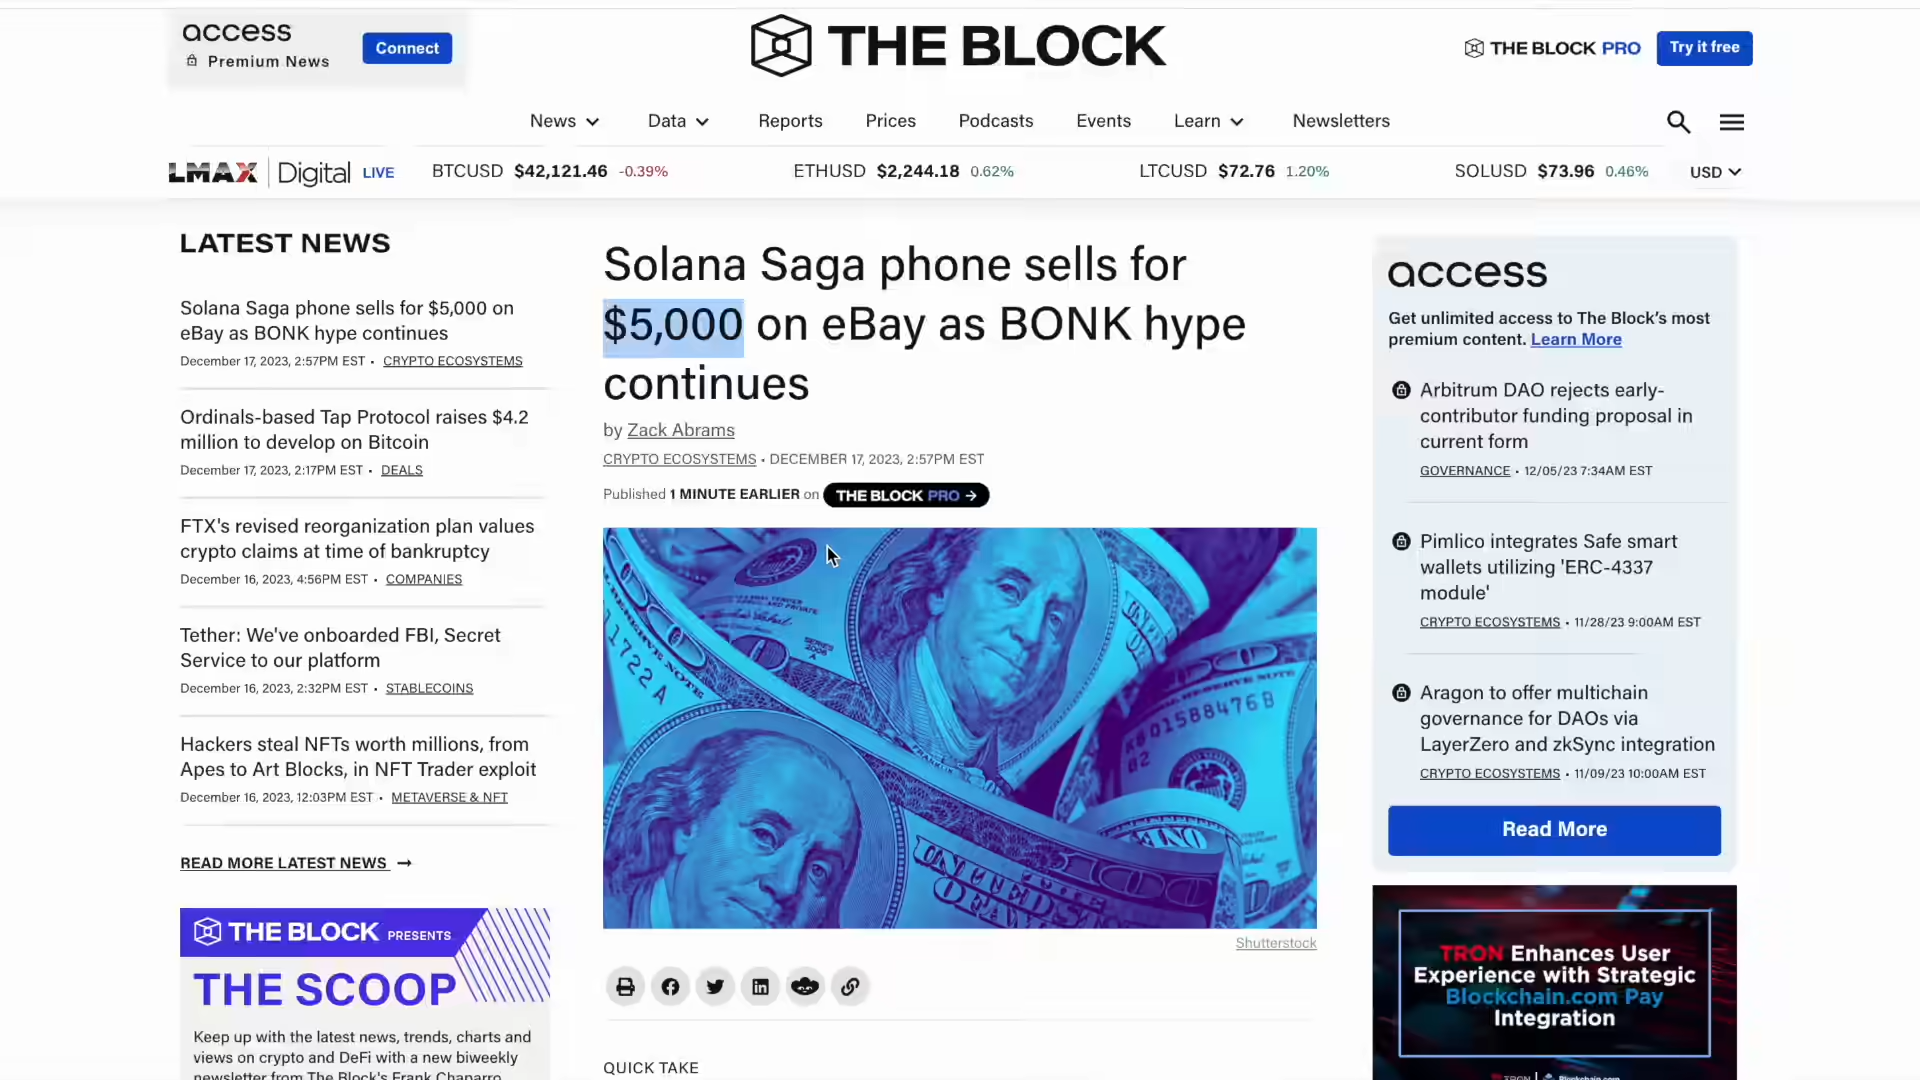 access
Premium News
Connect
THE BLOCK
THE BLOCK PRO
Try it free
News
Data
Reports
Prices
Podcasts
Events
Learn
Newsletters
LMAX Digital LIVE
BTCUSD $42,121.46 -0.39%
ETHUSD $2,244.18 0.62%
LTCUSD $72.76 1.20%
SOLUSD $73.96 0.46%
USD
LATEST NEWS
Solana Saga phone sells for $5,000 on
eBay as BONK hype continues
December 17, 2023, 2:57PM EST • CRYPTO ECOSYSTEMS
Ordinals-based Tap Protocol raises $4.2
million to develop on Bitcoin
December 17, 2023, 2:17PM EST • DEALS
FTX's revised reorganization plan values
crypto claims at time of bankruptcy
December 16, 2023, 4:56PM EST • COMPANIES
Tether: We've onboarded FBI, Secret
Service to our platform
December 16, 2023, 2:32PM EST • STABLECOINS
Hackers steal NFTs worth millions, from
Apes to Art Blocks, in NFT Trader exploit
December 16, 2023, 12:03PM EST • METAVERSE & NFT
READ MORE LATEST NEWS →
THE BLOCK PRESENTS
THE SCOOP
Keep up with the latest news, trends, charts and
views on crypto and DeFi with a new biweekly
newsletter from The Block's Frank Chaparro
Solana Saga phone sells for
$5,000 on eBay as BONK hype
continues
by Zack Abrams
CRYPTO ECOSYSTEMS • DECEMBER 17, 2023, 2:57PM EST
Published 1 MINUTE EARLIER on THE BLOCK PRO →
Shutterstock
QUICK TAKE
access
Get unlimited access to The Block's most
premium content. Learn More
Arbitrum DAO rejects early-
contributor funding proposal in
current form
GOVERNANCE • 12/05/23 7:34AM EST
Pimlico integrates Safe smart
wallets utilizing 'ERC-4337
module'
CRYPTO ECOSYSTEMS • 11/28/23 9:00AM EST
Aragon to offer multichain
governance for DAOs via
LayerZero and zkSync integration
CRYPTO ECOSYSTEMS • 11/09/23 10:00AM EST
Read More
TRON Enhances User
Experience with Strategic
Blockchain.com Pay
Integration